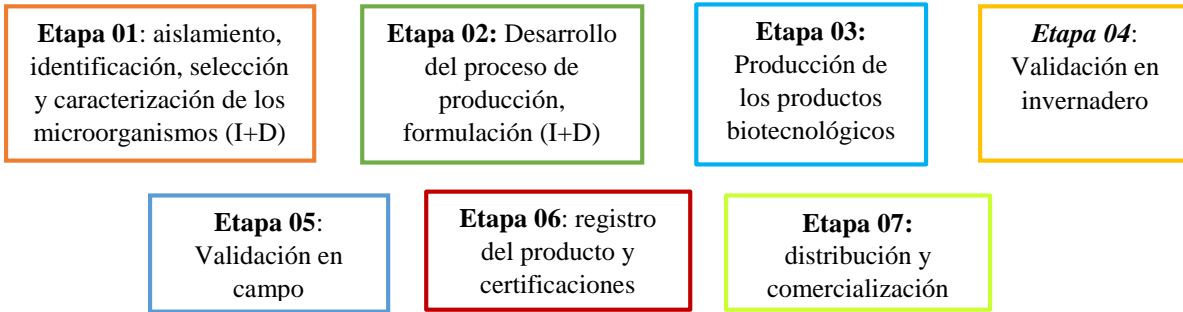 Etapa 01: aislamiento,
identificación, selección
y caracterización de los
microorganismos (I+D)
Etapa 02: Desarrollo
del proceso de
producción,
formulación (I+D)
Etapa 03:
Producción de
los productos
biotecnológicos
Etapa 04:
Validación en
invernadero
Etapa 05:
Validación en
campo
Etapa 06: registro
del producto y
certificaciones
Etapa 07:
distribución y
comercialización